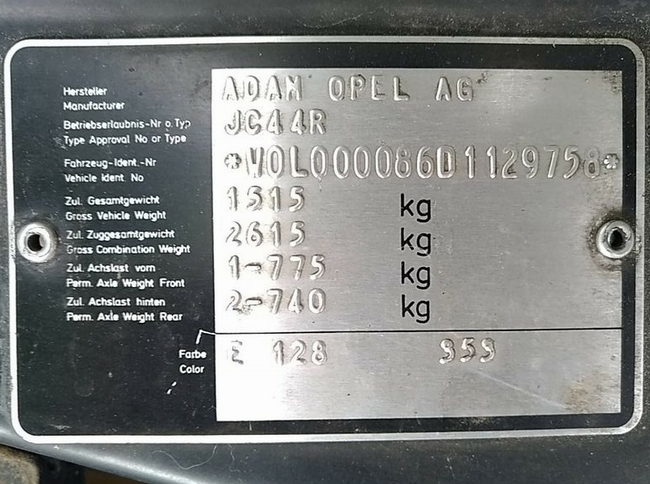 Hersteller
Manufacturer
ADAM OPEL AG
Betriebserlaubnis-Nr o. Typ
Type Approval No or Type
JC44R
Fahrzeug-Ident.-Nr
Vehicle Ident No
*W0L000086D1129758*
Zul. Gesamtgewicht
Gross Vehicle Weight
1515 kg
Zul. Zuggesamtgewicht
Gross Combination Weight
2615 kg
Zul. Achslast vorn
Perm. Axle Weight Front
1-775 kg
Zul. Achslast hinten
Perm. Axle Weight Rear
2-740 kg
Farbe
Color
E 128